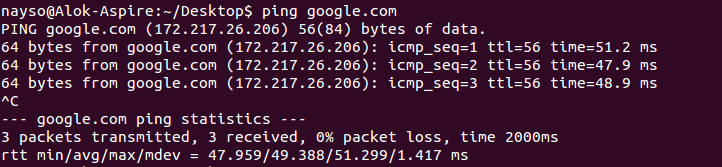 nayso@Alok-Aspire:~/Desktop$ ping google.com
PING google.com (172.217.26.206) 56(84) bytes of data.
64 bytes from google.com (172.217.26.206): icmp_seq=1 ttl=56 time=51.2 ms
64 bytes from google.com (172.217.26.206): icmp_seq=2 ttl=56 time=47.9 ms
64 bytes from google.com (172.217.26.206): icmp_seq=3 ttl=56 time=48.9 ms
^C
--- google.com ping statistics ---
3 packets transmitted, 3 received, 0% packet loss, time 2000ms
rtt min/avg/max/mdev = 47.959/49.388/51.299/1.417 ms